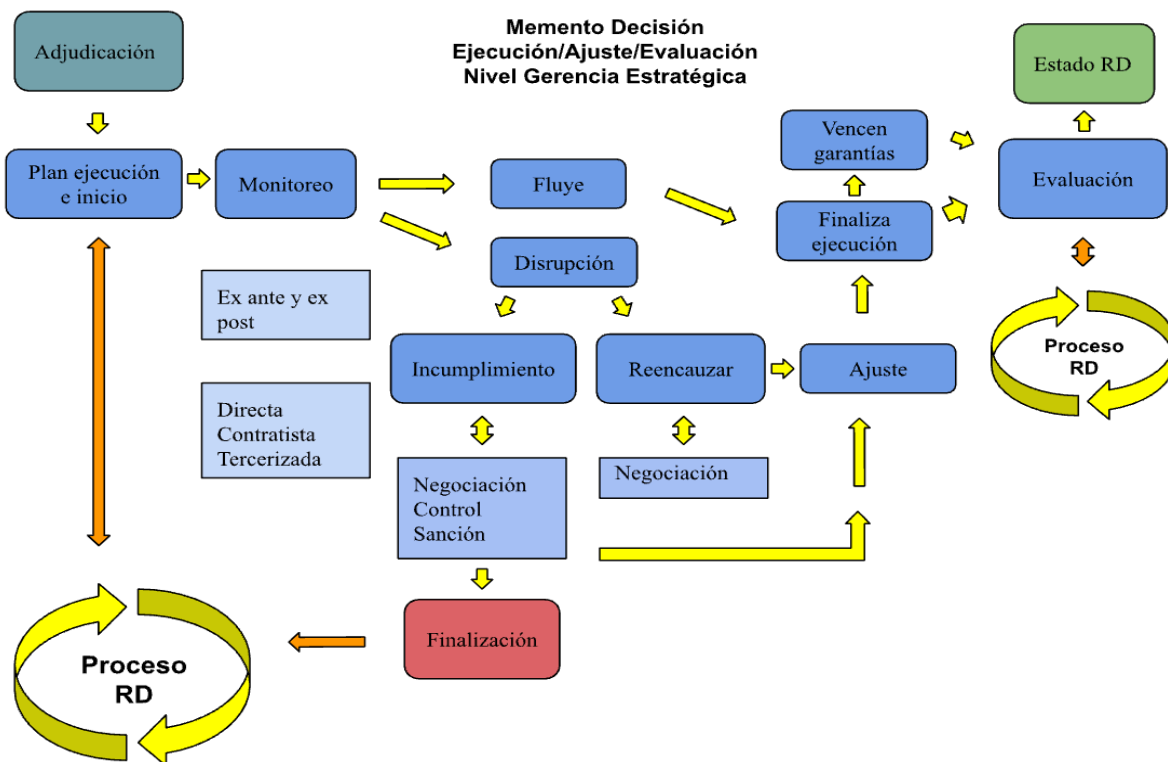 Memento Decisión
Ejecución/Ajuste/Evaluación
Nivel Gerencia Estratégica
Adjudicación
Estado RD
Plan ejecución
e inicio
Monitoreo
Fluye
Vencen
garantías
Evaluación
Finaliza
ejecución
Disrupción
Ex ante y ex
post
Incumplimiento
Reencauzar
Ajuste
Proceso
RD
Directa
Contratista
Tercerizada
Negociación
Control
Sanción
Negociación
Finalización
Proceso
RD